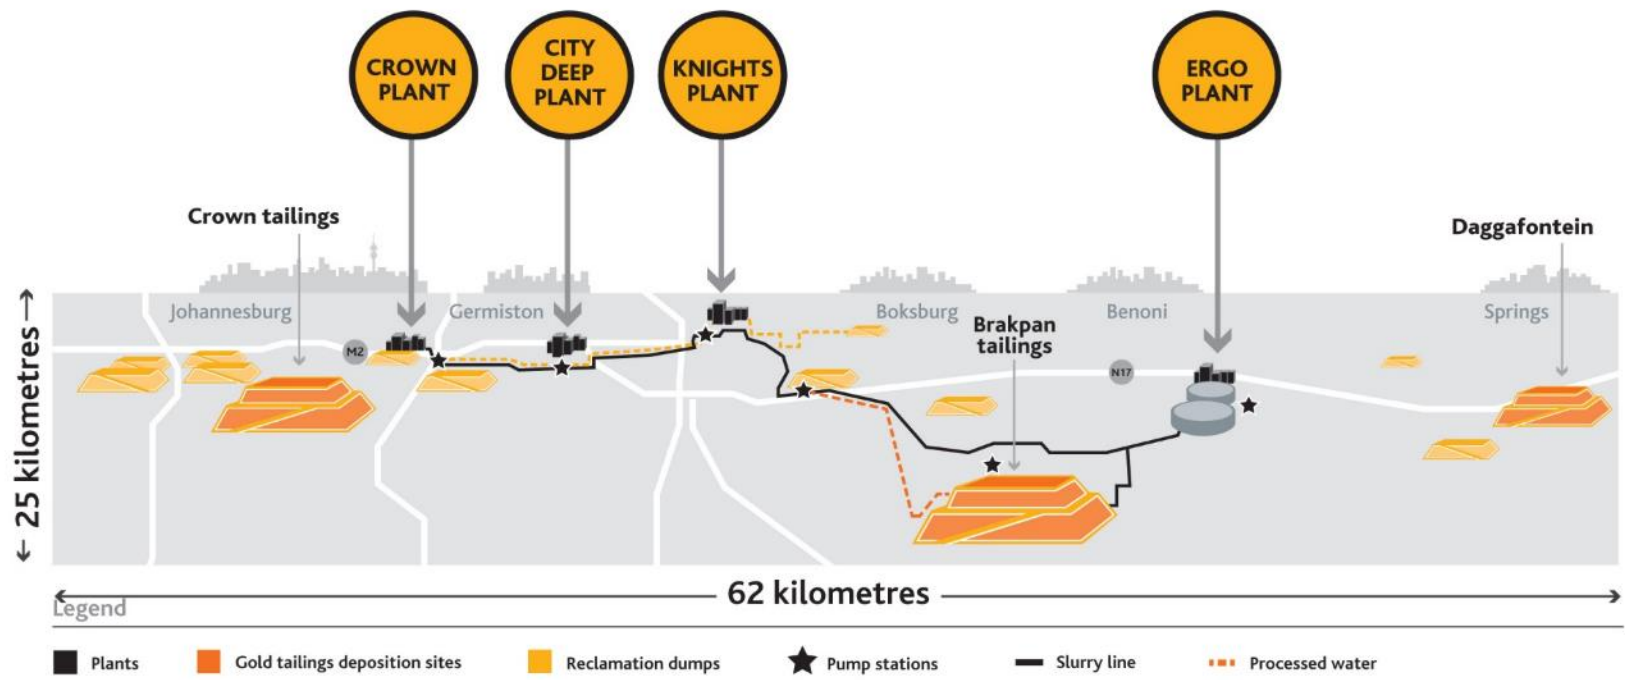 CROWN
PLANT
CITY
DEEP
PLANT
KNIGHTS
PLANT
ERGO
PLANT
Crown tailings
Daggafontein
Johannesburg
Germiston
Boksburg
Benoni
Springs
Brakpan
tailings
M2
N17
25 kilometres
62 kilometres
Legend
Plants
Gold tailings deposition sites
Reclamation dumps
Pump stations
Slurry line
Processed water